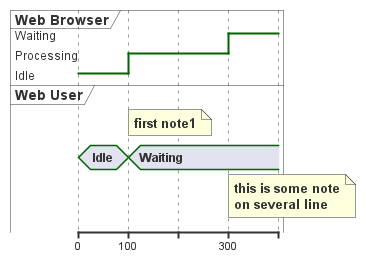 Web Browser
Waiting
Processing
Idle
Web User
first note1
Idle
Waiting
this is some note
on several line
0
100
300